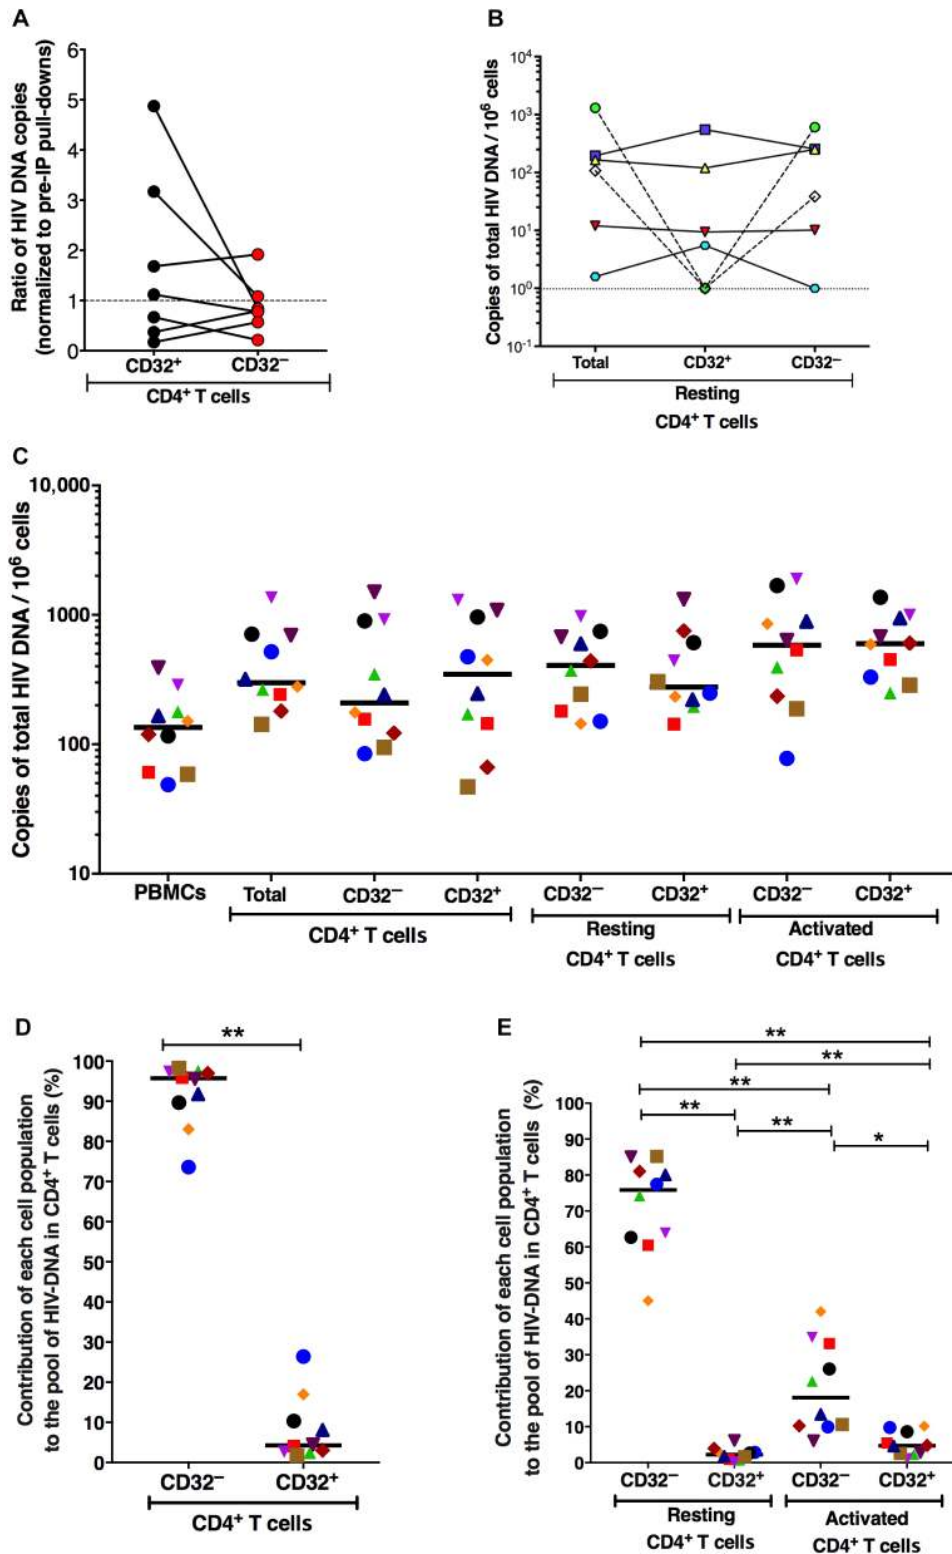 A
Ratio of HIV DNA copies
(normalized to pre-IP pull-downs)
6
5
4
3
2
1
0
CD32⁺ CD32⁻
CD4⁺ T cells
B
Copies of total HIV DNA / 10⁶ cells
10⁴
10³
10²
10¹
10⁰
10⁻¹
Total CD32⁺ CD32⁻
Resting
CD4⁺ T cells
C
Copies of total HIV DNA / 10⁶ cells
10,000
1000
100
10
PBMCs Total CD32⁻ CD32⁺ CD32⁻ CD32⁺ CD32⁻ CD32⁺
CD4⁺ T cells
Resting
CD4⁺ T cells
Activated
CD4⁺ T cells
D
Contribution of each cell population
to the pool of HIV-DNA in CD4⁺ T cells (%)
**
100
90
80
70
60
50
40
30
20
10
0
CD32⁻ CD32⁺
CD4⁺ T cells
E
Contribution of each cell population
to the pool of HIV-DNA in CD4⁺ T cells (%)
**
**
**
** ** *
100
90
80
70
60
50
40
30
20
10
0
CD32⁻ CD32⁺ CD32⁻ CD32⁺
Resting
CD4⁺ T cells
Activated
CD4⁺ T cells